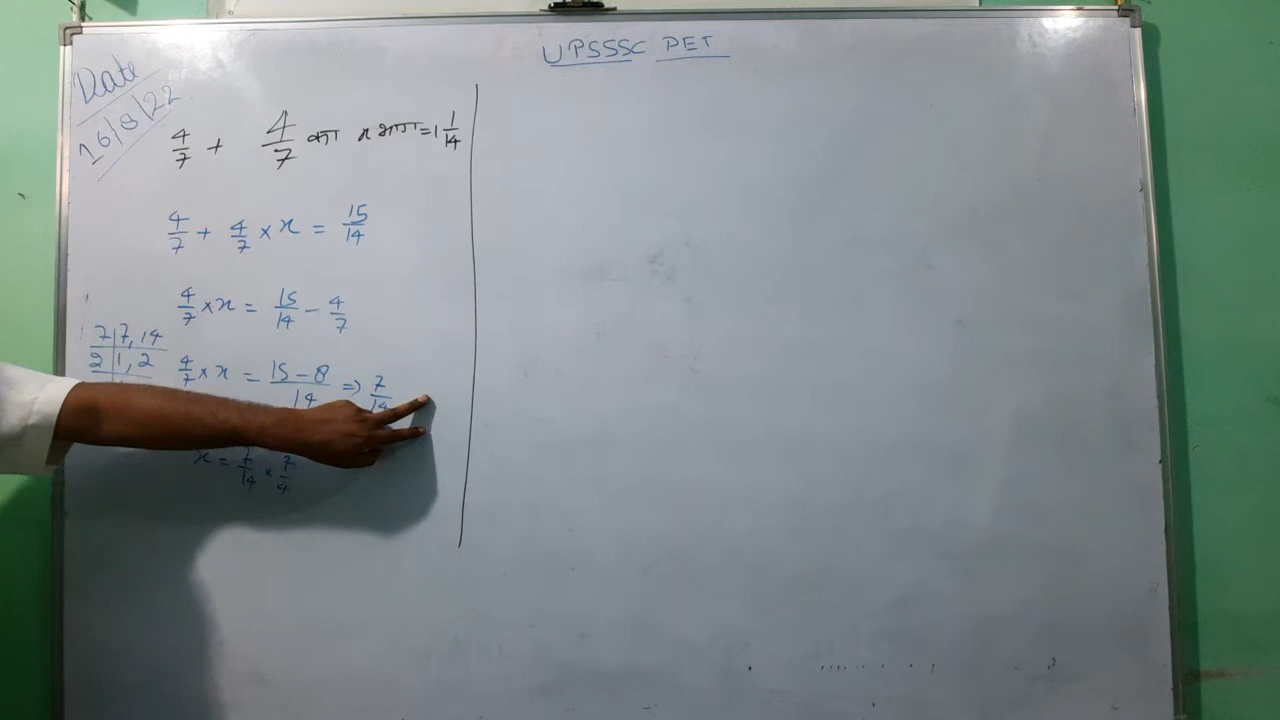 UPSSSC PET
Date
16/8/22
4/7 + 4/7 का x भाग = 1 1/14
4/7 + 4/7 × x = 15/14
4/7 × x = 15/14 - 4/7
7 | 7, 14
2 | 1, 2
4/7 × x = 15 - 8 / 14 ⇒ 7/14
x = 7/14 × 7/4